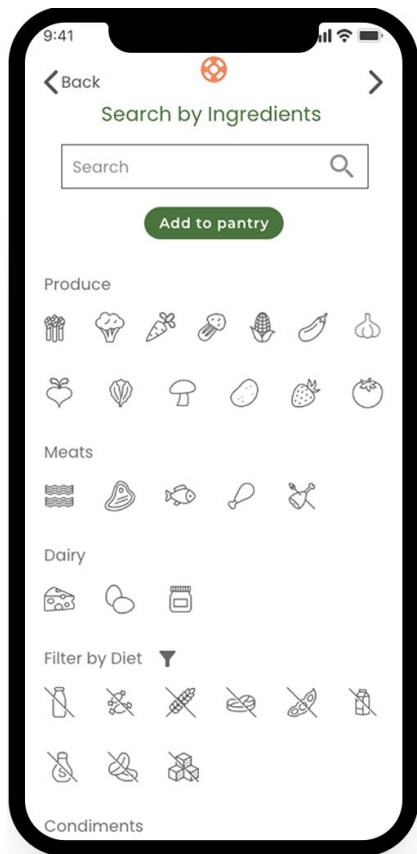 9:41
Back
Search by Ingredients
Search
Add to pantry
Produce
Meats
Dairy
Filter by Diet
S
Condiments